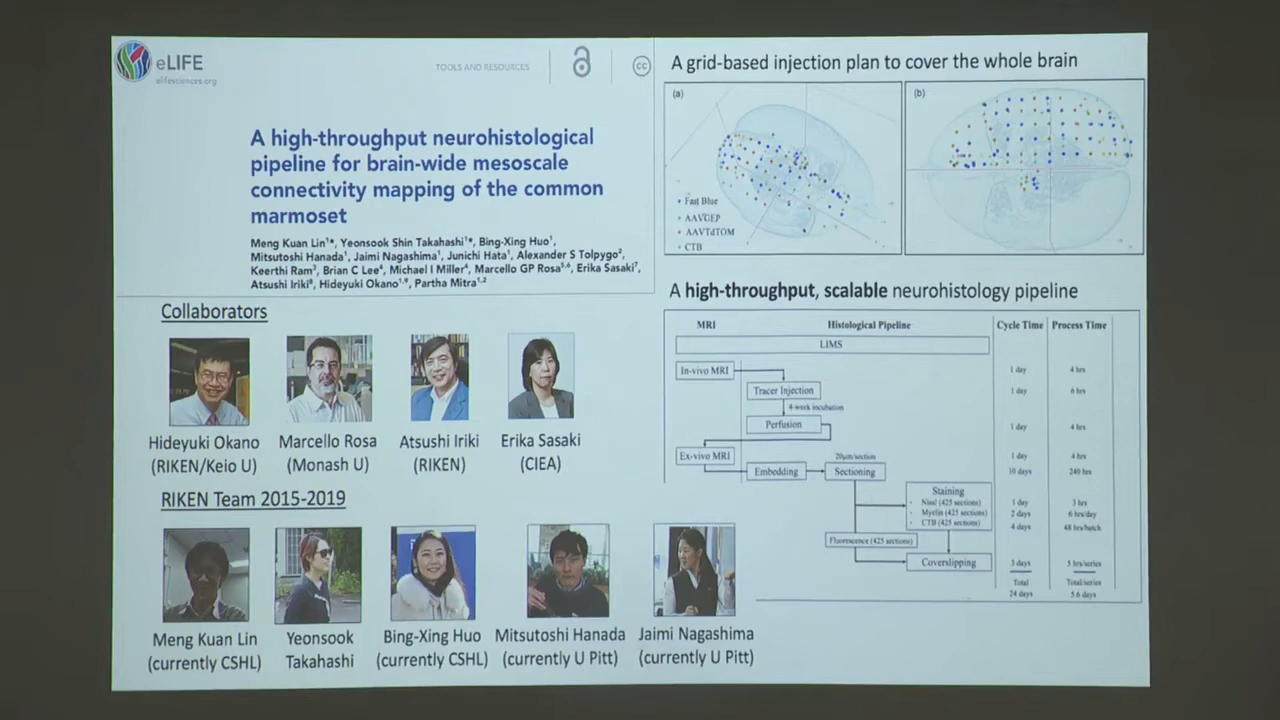 eLIFE
elifesciences.org
TOOLS AND RESOURCES
cc
A high-throughput neurohistological
pipeline for brain-wide mesoscale
connectivity mapping of the common
marmoset
Meng Kuan Lin¹*, Yeonsook Shin Takahashi¹*, Bing-Xing Huo¹,
Mitsutoshi Hanada¹, Jaimi Nagashima¹, Junichi Hata¹, Alexander S Tolpygo²,
Keerthi Ram³, Brian C Lee⁴, Michael I Miller⁴, Marcello GP Rosa⁵,⁶, Erika Sasaki⁷,
Atsushi Iriki⁸, Hideyuki Okano¹,⁹, Partha Mitra¹,²
Collaborators
Hideyuki Okano
(RIKEN/Keio U)
Marcello Rosa
(Monash U)
Atsushi Iriki
(RIKEN)
Erika Sasaki
(CIEA)
RIKEN Team 2015-2019
Meng Kuan Lin
(currently CSHL)
Yeonsook
Takahashi
Bing-Xing Huo
(currently CSHL)
Mitsutoshi Hanada
(currently U Pitt)
Jaimi Nagashima
(currently U Pitt)
A grid-based injection plan to cover the whole brain
(a)
• Fast Blue
• AAVGFP
• AAVTdTOM
• CTB
(b)
A high-throughput, scalable neurohistology pipeline
MRI Histological Pipeline Cycle Time Process Time
LIMS
In-vivo MRI 1 day 4 hrs
Tracer Injection 1 day 6 hrs
4-week incubation
Perfusion 1 day 4 hrs
Ex-vivo MRI 20μm/section 1 day 4 hrs
Embedding Sectioning 10 days 240 hrs
Staining
• Nissl (425 sections) 1 day 3 hrs
• Myelin (425 sections) 2 days 6 hrs/day
• CTB (425 sections) 4 days 48 hrs/batch
Fluorescence (425 sections)
Coverslipping 3 days 5 hrs/series
Total Total/series
24 days 5.6 days